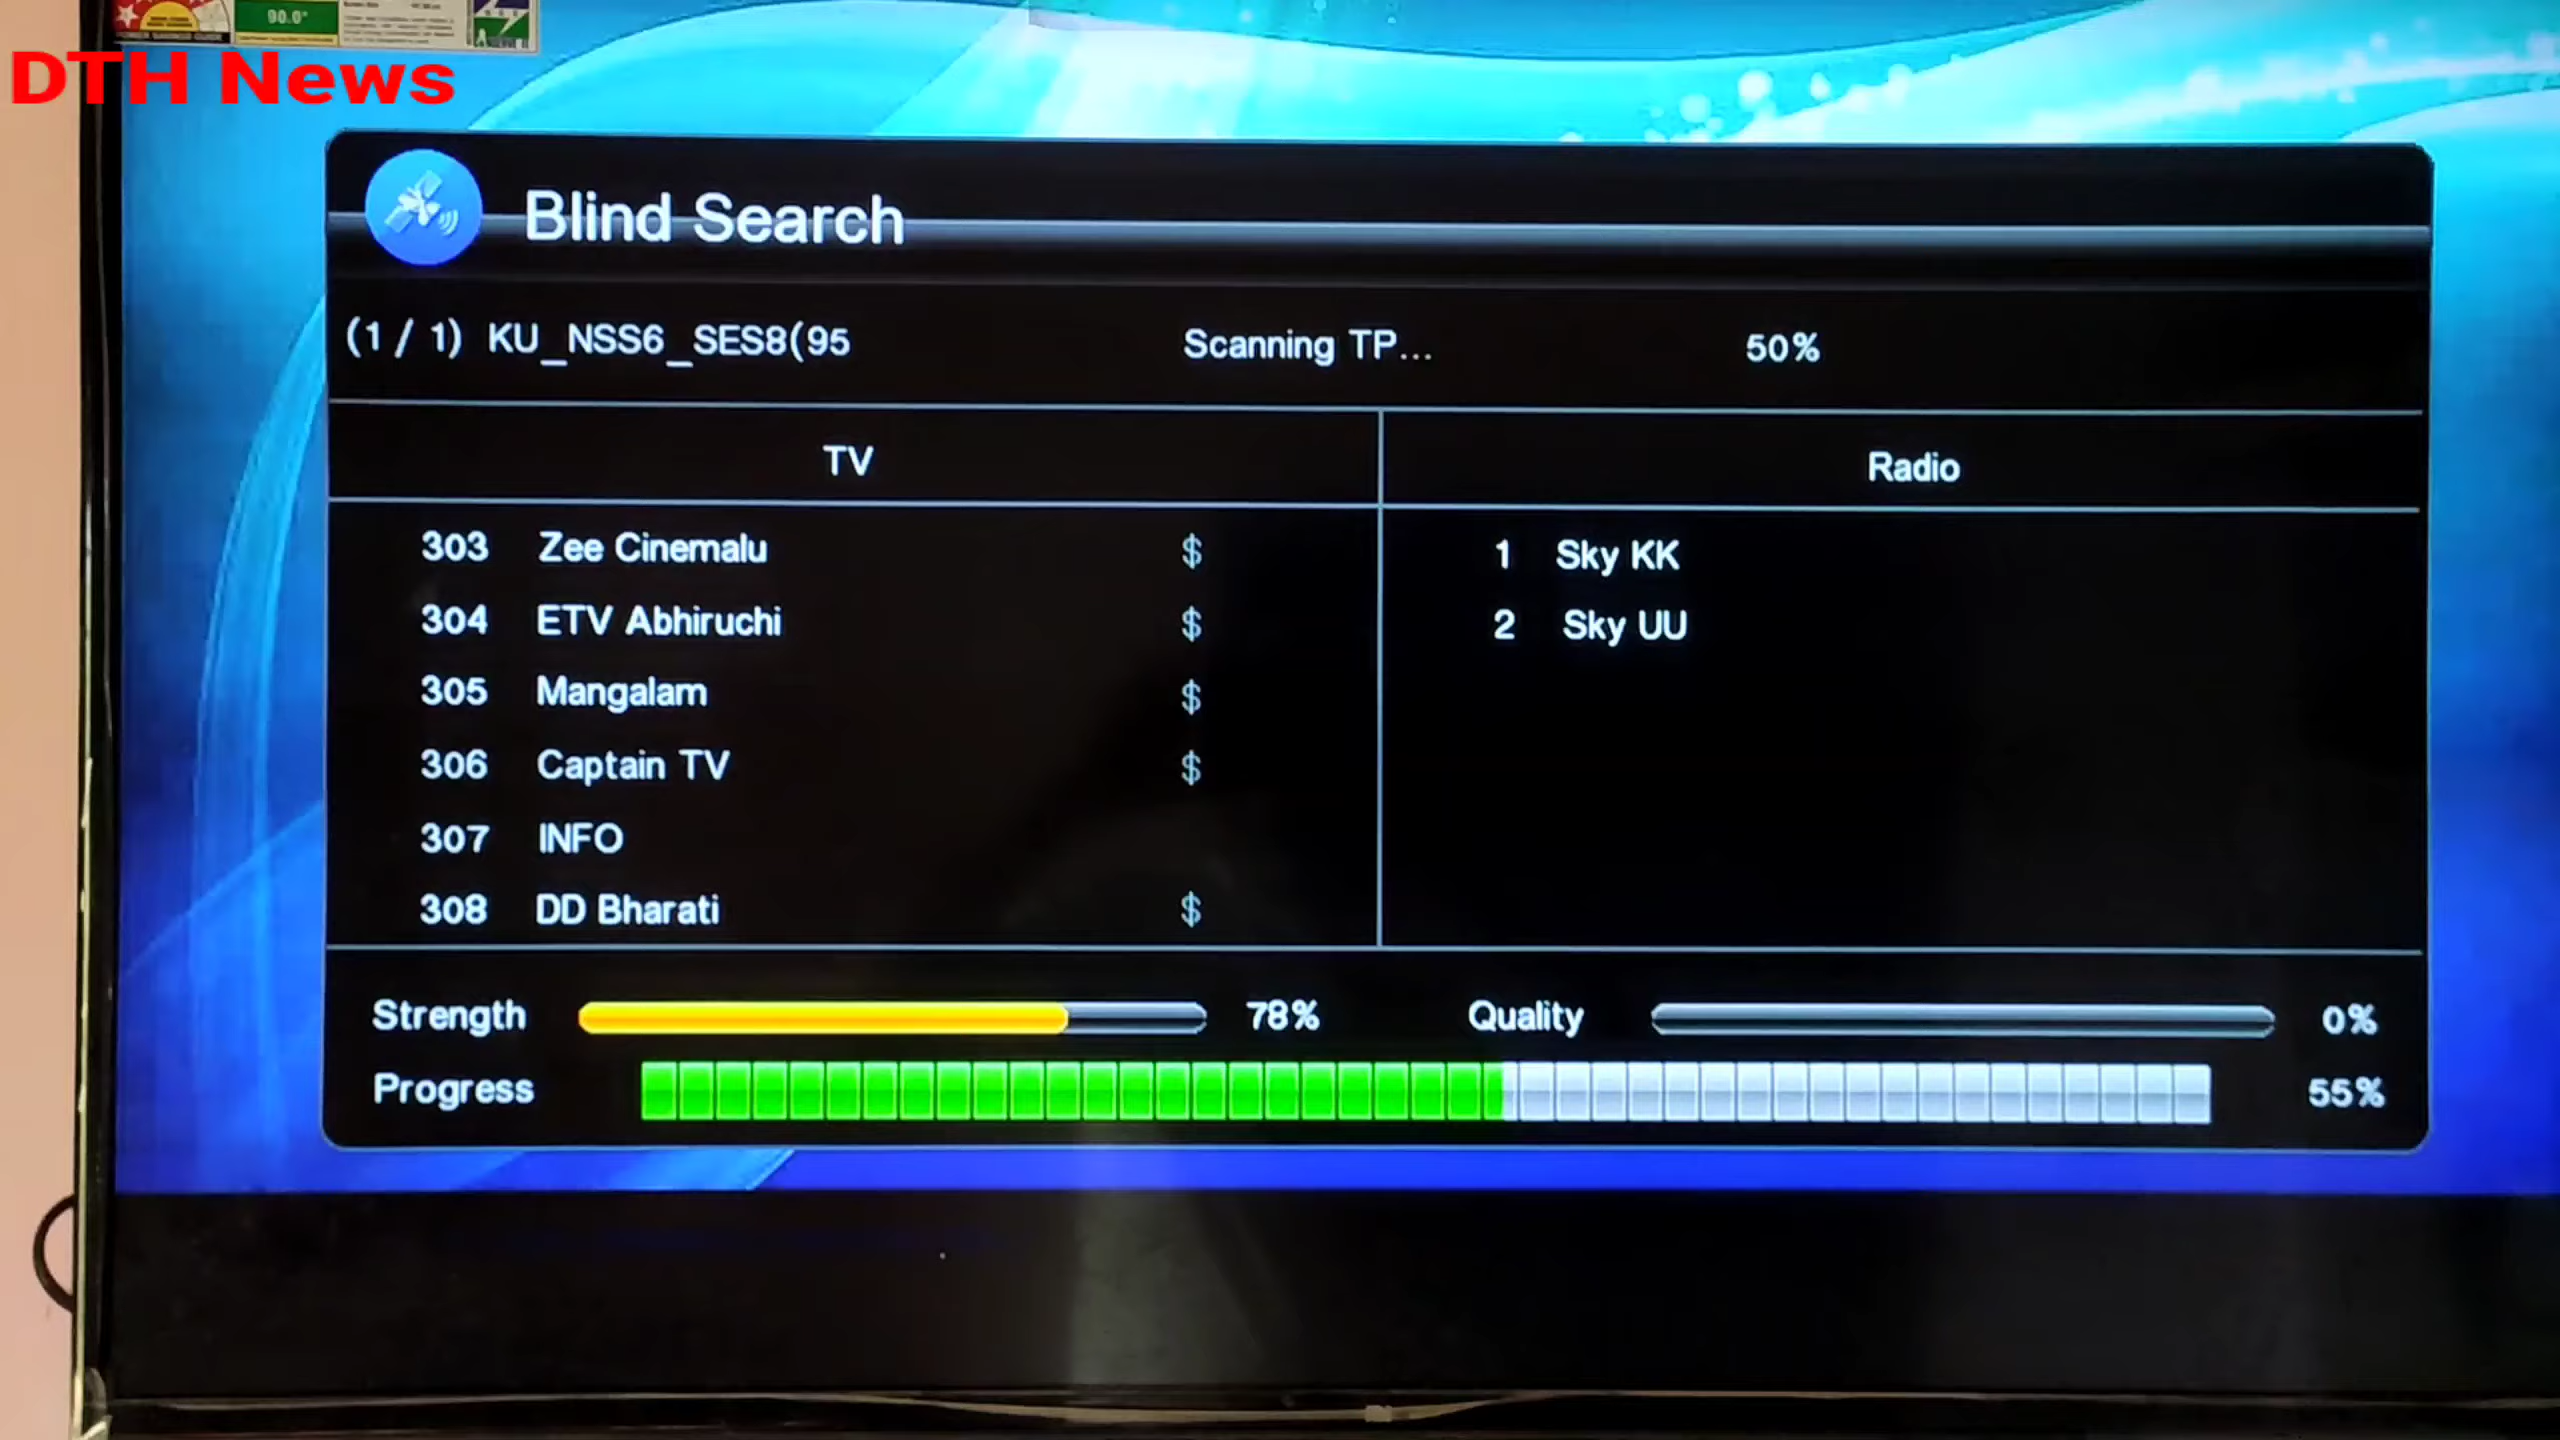 90.0°
DTH News
Blind Search
(1 / 1) KU_NSS6_SES8(95 Scanning TP... 50%
TV Radio
303 Zee Cinemalu $ 1 Sky KK
304 ETV Abhiruchi $ 2 Sky UU
305 Mangalam $
306 Captain TV $
307 INFO
308 DD Bharati $
Strength 78% Quality 0%
Progress 55%